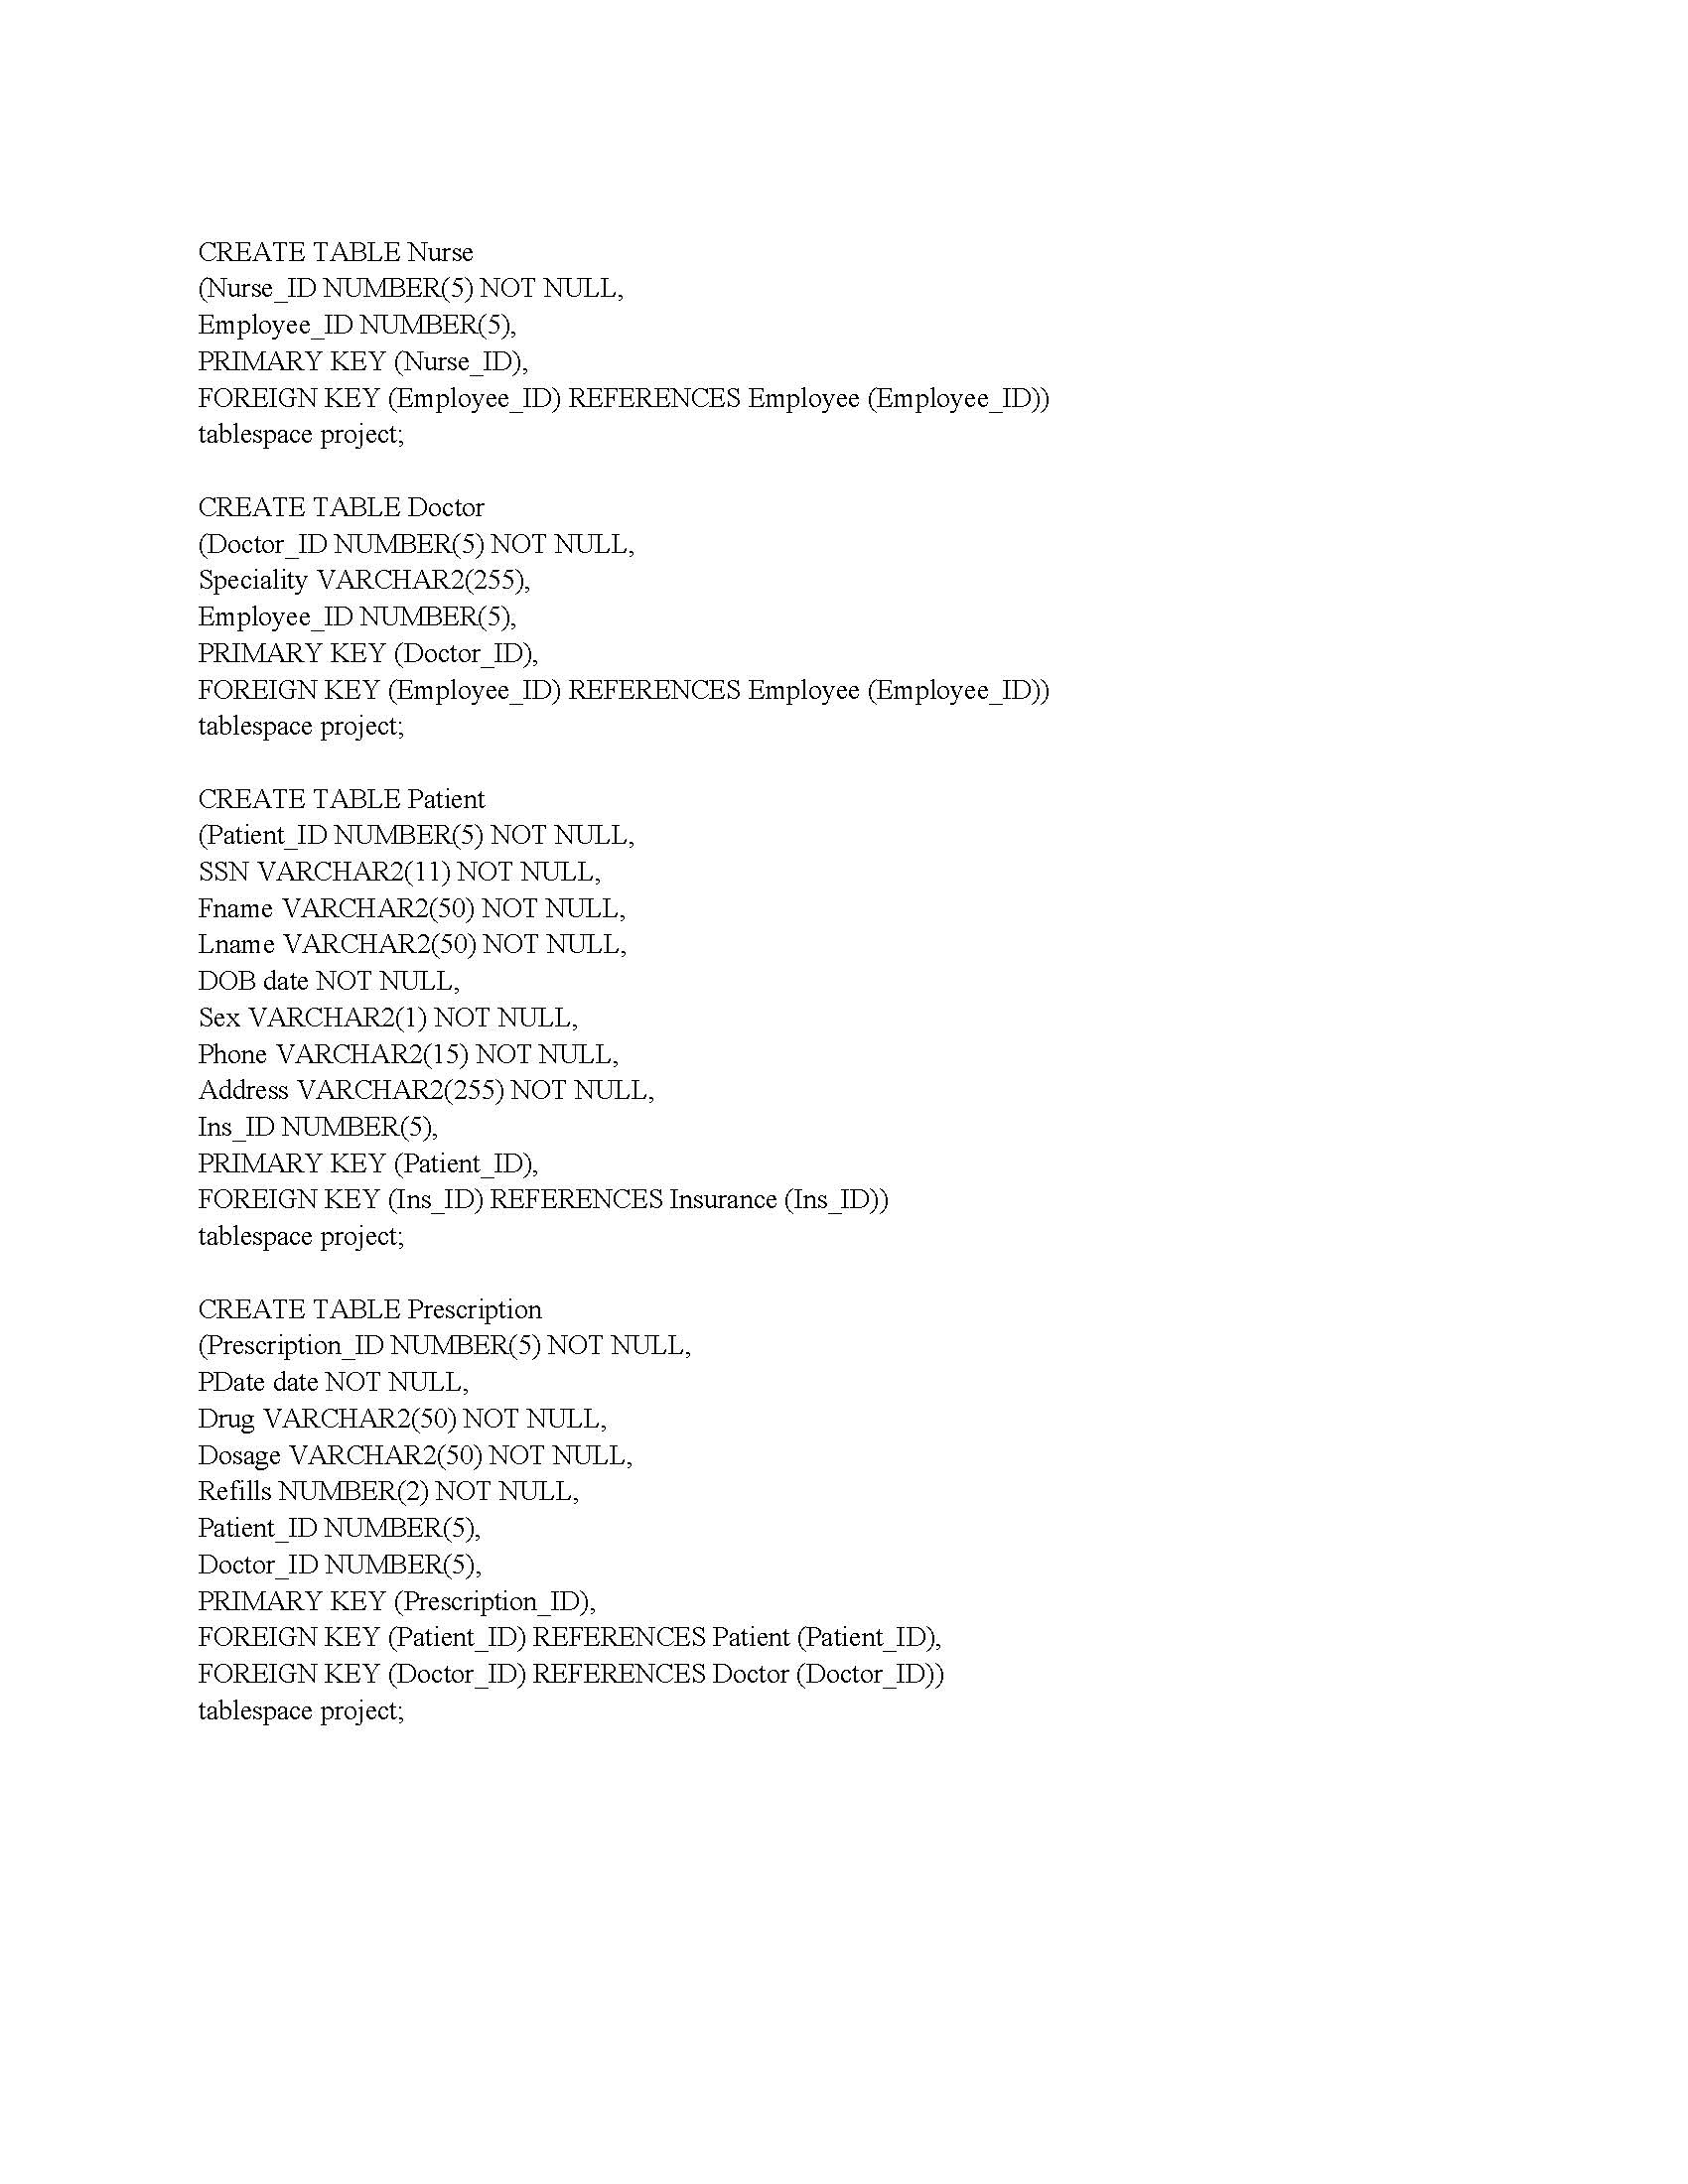 CREATE TABLE Nurse
(Nurse_ID NUMBER(5) NOT NULL,
Employee_ID NUMBER(5),
PRIMARY KEY (Nurse_ID),
FOREIGN KEY (Employee_ID) REFERENCES Employee (Employee_ID))
tablespace project;

CREATE TABLE Doctor
(Doctor_ID NUMBER(5) NOT NULL,
Speciality VARCHAR2(255),
Employee_ID NUMBER(5),
PRIMARY KEY (Doctor_ID),
FOREIGN KEY (Employee_ID) REFERENCES Employee (Employee_ID))
tablespace project;

CREATE TABLE Patient
(Patient_ID NUMBER(5) NOT NULL,
SSN VARCHAR2(11) NOT NULL,
Fname VARCHAR2(50) NOT NULL,
Lname VARCHAR2(50) NOT NULL,
DOB date NOT NULL,
Sex VARCHAR2(1) NOT NULL,
Phone VARCHAR2(15) NOT NULL,
Address VARCHAR2(255) NOT NULL,
Ins_ID NUMBER(5),
PRIMARY KEY (Patient_ID),
FOREIGN KEY (Ins_ID) REFERENCES Insurance (Ins_ID))
tablespace project;

CREATE TABLE Prescription
(Prescription_ID NUMBER(5) NOT NULL,
PDate date NOT NULL,
Drug VARCHAR2(50) NOT NULL,
Dosage VARCHAR2(50) NOT NULL,
Refills NUMBER(2) NOT NULL,
Patient_ID NUMBER(5),
Doctor_ID NUMBER(5),
PRIMARY KEY (Prescription_ID),
FOREIGN KEY (Patient_ID) REFERENCES Patient (Patient_ID),
FOREIGN KEY (Doctor_ID) REFERENCES Doctor (Doctor_ID))
tablespace project;